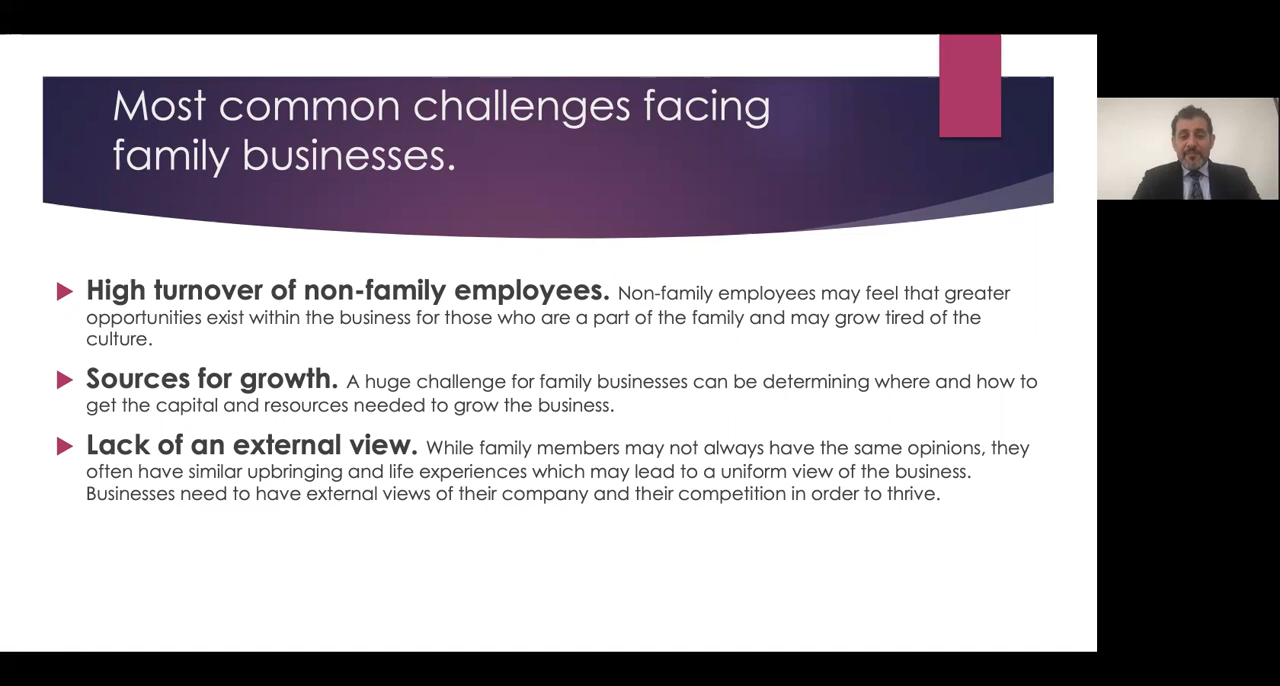 Most common challenges facing
family businesses.
High turnover of non-family employees. Non-family employees may feel that greater
opportunities exist within the business for those who are a part of the family and may grow tired of the
culture.
Sources for growth. A huge challenge for family businesses can be determining where and how to
get the capital and resources needed to grow the business.
Lack of an external view. While family members may not always have the same opinions, they
often have similar upbringing and life experiences which may lead to a uniform view of the business.
Businesses need to have external views of their company and their competition in order to thrive.